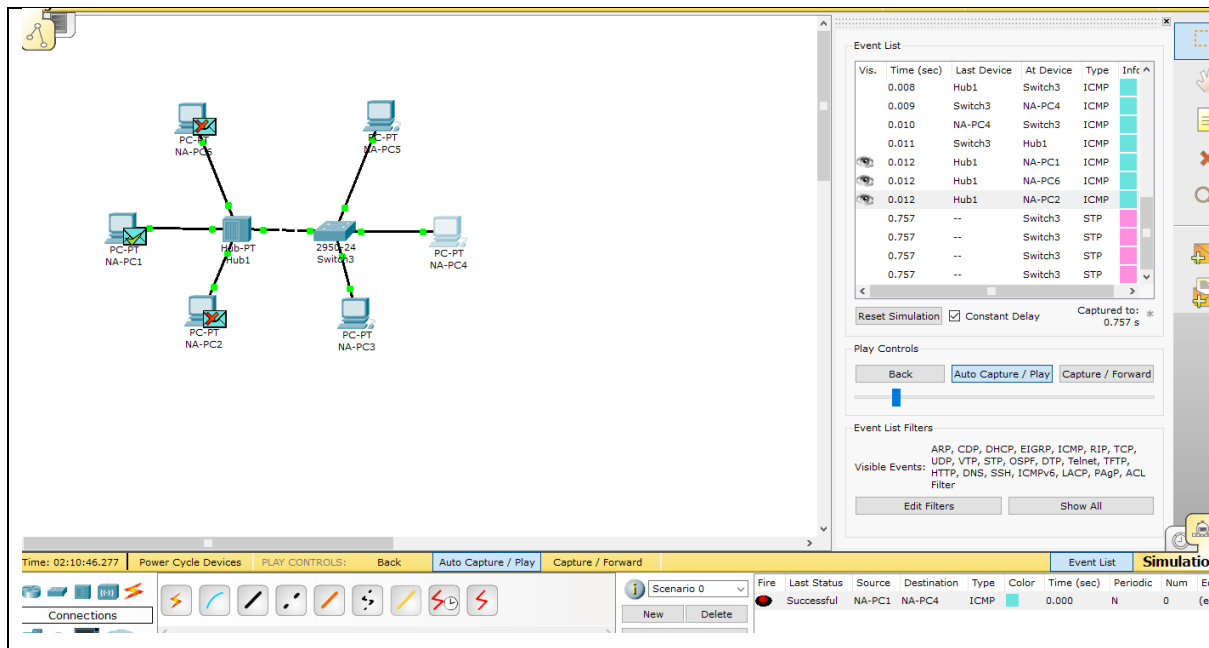 PC-PT
NA-PC6
PC-PT
NA-PC5
PC-PT
NA-PC1
Hub-PT
Hub1
2950-24
Switch3
PC-PT
NA-PC4
PC-PT
NA-PC2
PC-PT
NA-PC3
Event List
Vis. Time (sec) Last Device At Device Type Info
0.008 Hub1 Switch3 ICMP
0.009 Switch3 NA-PC4 ICMP
0.010 NA-PC4 Switch3 ICMP
0.011 Switch3 Hub1 ICMP
0.012 Hub1 NA-PC1 ICMP
0.012 Hub1 NA-PC6 ICMP
0.012 Hub1 NA-PC2 ICMP
0.757 -- Switch3 STP
0.757 -- Switch3 STP
0.757 -- Switch3 STP
0.757 -- Switch3 STP
Reset Simulation Constant Delay Captured to: *
0.757 s
Play Controls
Back Auto Capture / Play Capture / Forward
Event List Filters
Visible Events: ARP, CDP, DHCP, EIGRP, ICMP, RIP, TCP,
UDP, VTP, STP, OSPF, DTP, Telnet, TFTP,
HTTP, DNS, SSH, ICMPv6, LACP, PAgP, ACL
Filter
Edit Filters Show All
Time: 02:10:46.277 Power Cycle Devices PLAY CONTROLS: Back Auto Capture / Play Capture / Forward Event List Simulatio
Connections
Scenario 0
New Delete
Fire Last Status Source Destination Type Color Time (sec) Periodic Num Ed
Successful NA-PC1 NA-PC4 ICMP 0.000 N 0 (e